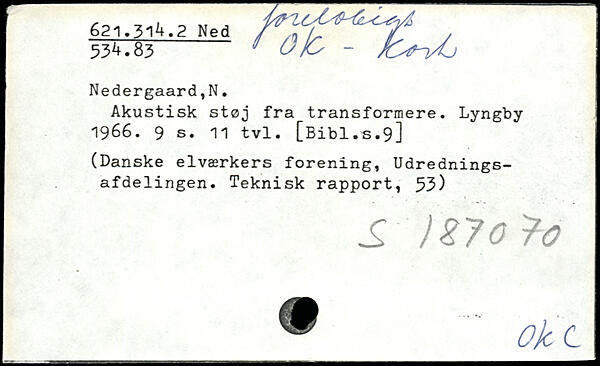 621.314.2 Ned
534.83
foreløbigt
OK - Kort
Nedergaard,N.
Akustisk støj fra transformere. Lyngby
1966. 9 s. 11 tvl. [Bibl.s.9]
(Danske elværkers forening, Udrednings-
afdelingen. Teknisk rapport, 53)
S 187070
OK C